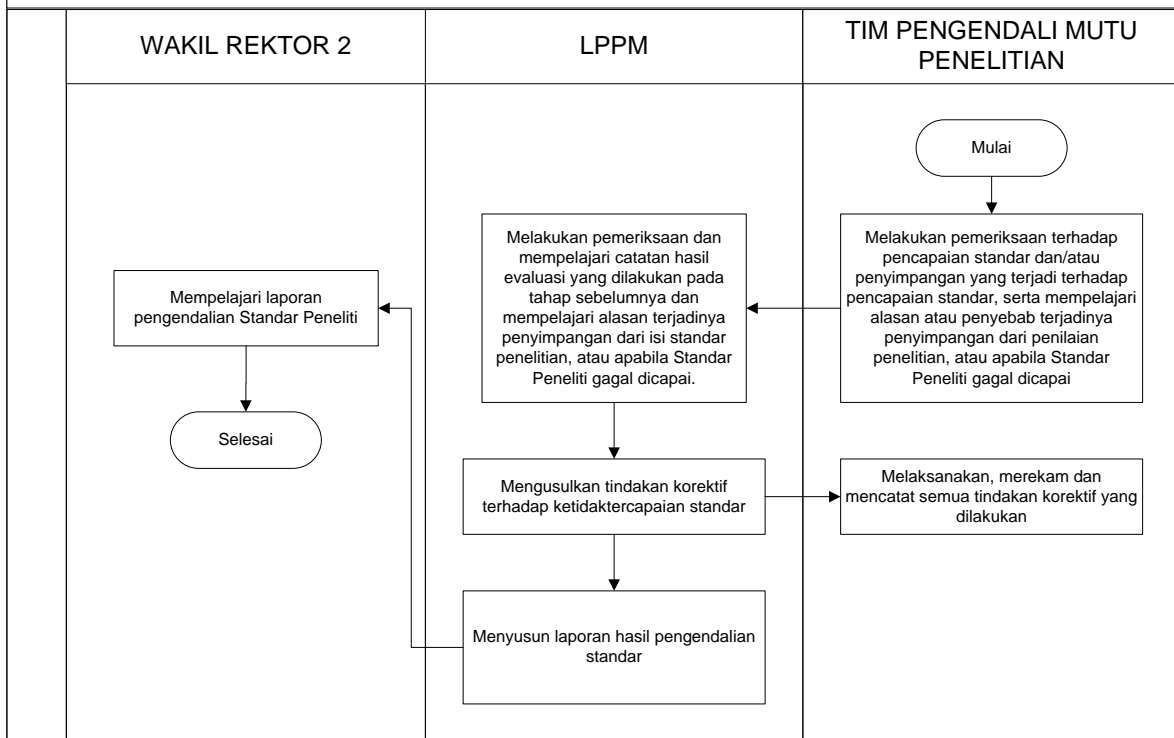 WAKIL REKTOR 2
LPPM
TIM PENGENDALI MUTU
PENELITIAN
Mulai
Melakukan pemeriksaan terhadap
pencapaian standar dan/atau
penyimpangan yang terjadi terhadap
pencapaian standar, serta mempelajari
alasan atau penyebab terjadinya
penyimpangan dari penilaian
penelitian, atau apabila Standar
Peneliti gagal dicapai
Melakukan pemeriksaan dan
mempelajari catatan hasil
evaluasi yang dilakukan pada
tahap sebelumnya dan
mempelajari alasan terjadinya
penyimpangan dari isi standar
penelitian, atau apabila Standar
Peneliti gagal dicapai.
Mengusulkan tindakan korektif
terhadap ketidaktercapaian standar
Melaksanakan, merekam dan
mencatat semua tindakan korektif yang
dilakukan
Menyusun laporan hasil pengendalian
standar
Mempelajari laporan
pengendalian Standar Peneliti
Selesai